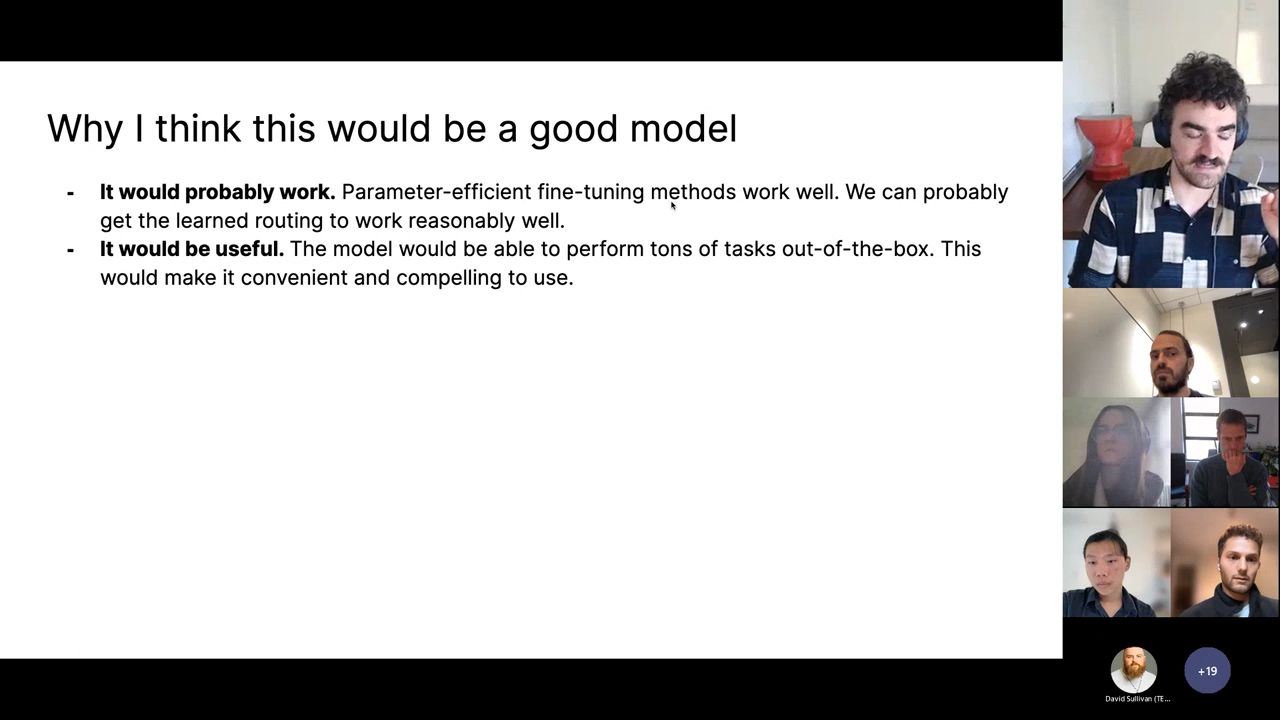 Why I think this would be a good model
- It would probably work. Parameter-efficient fine-tuning methods work well. We can probably
get the learned routing to work reasonably well.
- It would be useful. The model would be able to perform tons of tasks out-of-the-box. This
would make it convenient and compelling to use.
David Sullivan (TE...
+19